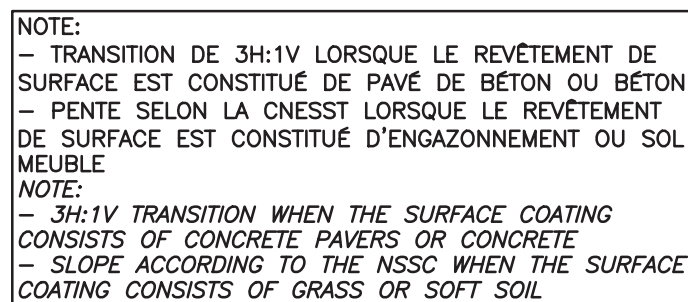 NOTE:
– TRANSITION DE 3H:1V LORSQUE LE REVÊTEMENT DE
SURFACE EST CONSTITUÉ DE PAVÉ DE BÉTON OU BÉTON
– PENTE SELON LA CNESST LORSQUE LE REVÊTEMENT
DE SURFACE EST CONSTITUÉ D'ENGAZONNEMENT OU SOL
MEUBLE
NOTE:
– 3H:1V TRANSITION WHEN THE SURFACE COATING
CONSISTS OF CONCRETE PAVERS OR CONCRETE
– SLOPE ACCORDING TO THE NSSC WHEN THE SURFACE
COATING CONSISTS OF GRASS OR SOFT SOIL